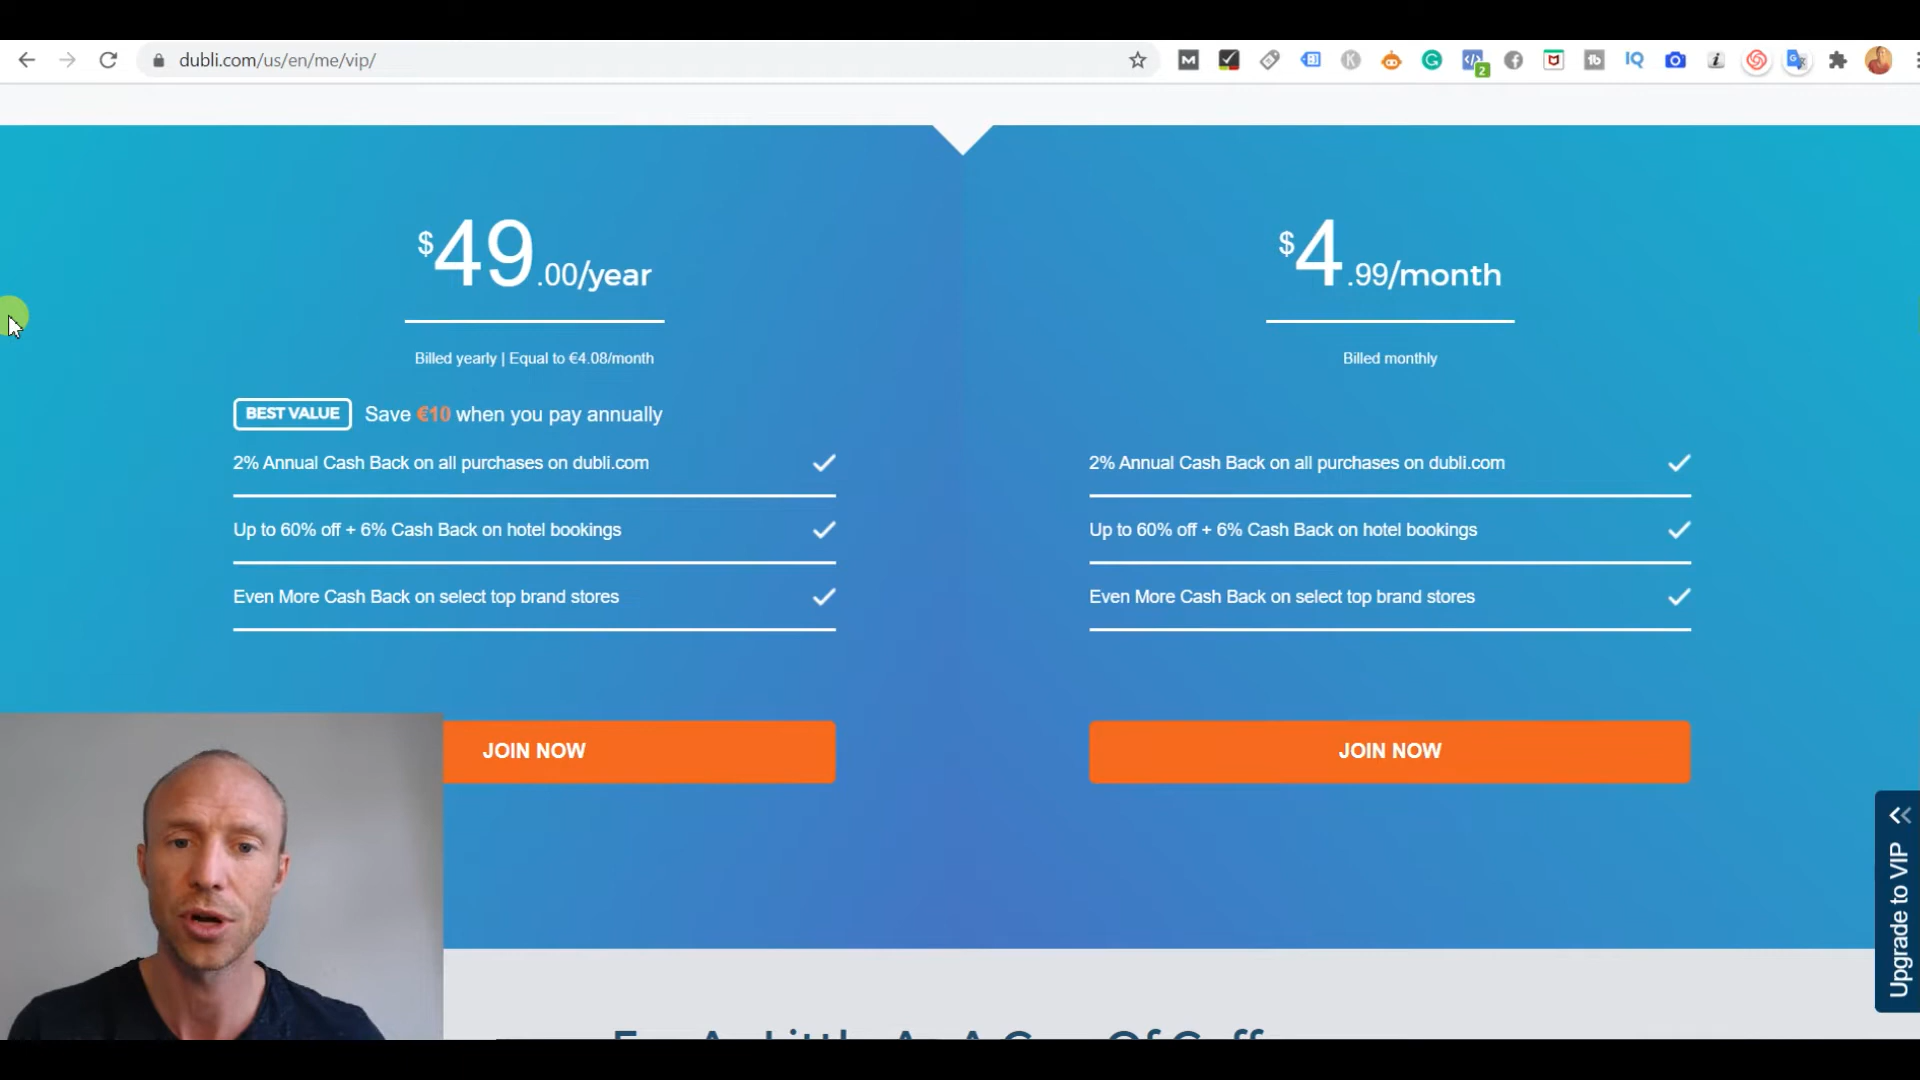 dubli.com/us/en/me/vip/
2
$49.00/year
Billed yearly | Equal to €4.08/month
BEST VALUE Save €10 when you pay annually
2% Annual Cash Back on all purchases on dubli.com
Up to 60% off + 6% Cash Back on hotel bookings
Even More Cash Back on select top brand stores
JOIN NOW
$4.99/month
Billed monthly
2% Annual Cash Back on all purchases on dubli.com
Up to 60% off + 6% Cash Back on hotel bookings
Even More Cash Back on select top brand stores
JOIN NOW
Upgrade to VIP